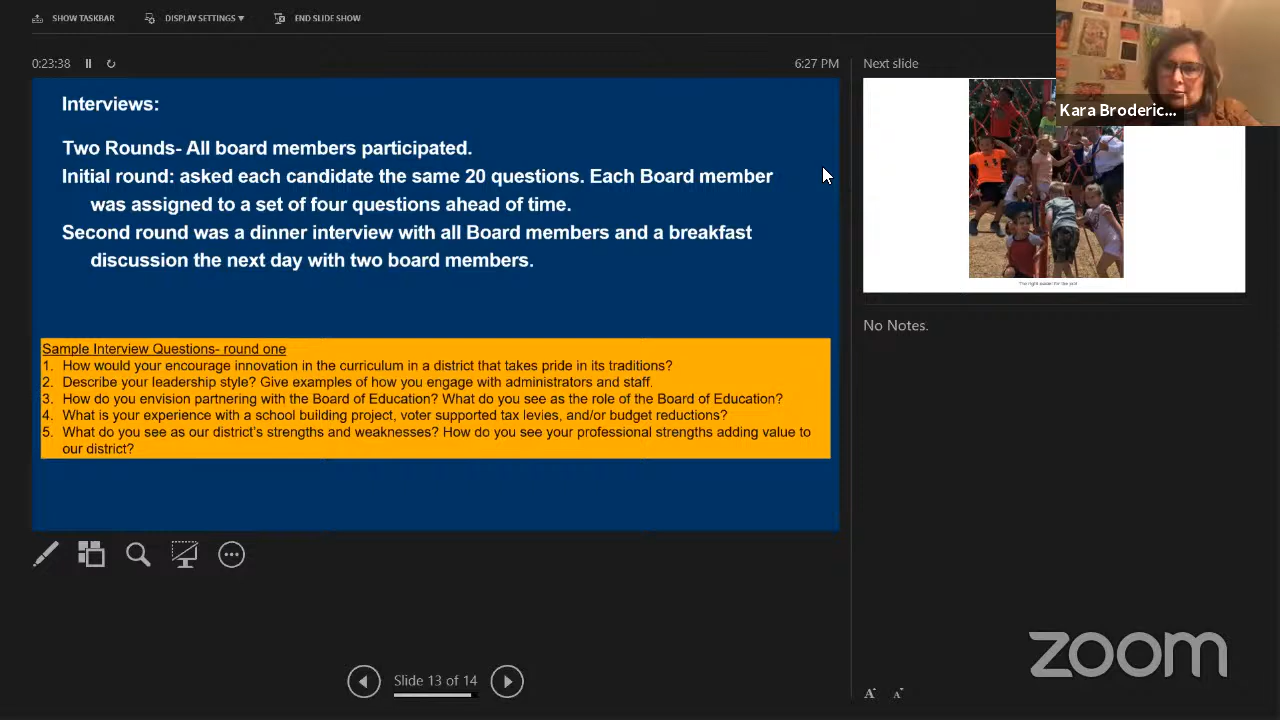 SHOW TASKBAR DISPLAY SETTINGS ▾ END SLIDE SHOW
0:23:38 6:27 PM
Interviews:
Two Rounds- All board members participated.
Initial round: asked each candidate the same 20 questions. Each Board member
was assigned to a set of four questions ahead of time.
Second round was a dinner interview with all Board members and a breakfast
discussion the next day with two board members.
Sample Interview Questions- round one
1. How would your encourage innovation in the curriculum in a district that takes pride in its traditions?
2. Describe your leadership style? Give examples of how you engage with administrators and staff.
3. How do you envision partnering with the Board of Education? What do you see as the role of the Board of Education?
4. What is your experience with a school building project, voter supported tax levies, and/or budget reductions?
5. What do you see as our district's strengths and weaknesses? How do you see your professional strengths adding value to
our district?
Slide 13 of 14
Next slide
Kara Broderic...
No Notes.
A A
zoom